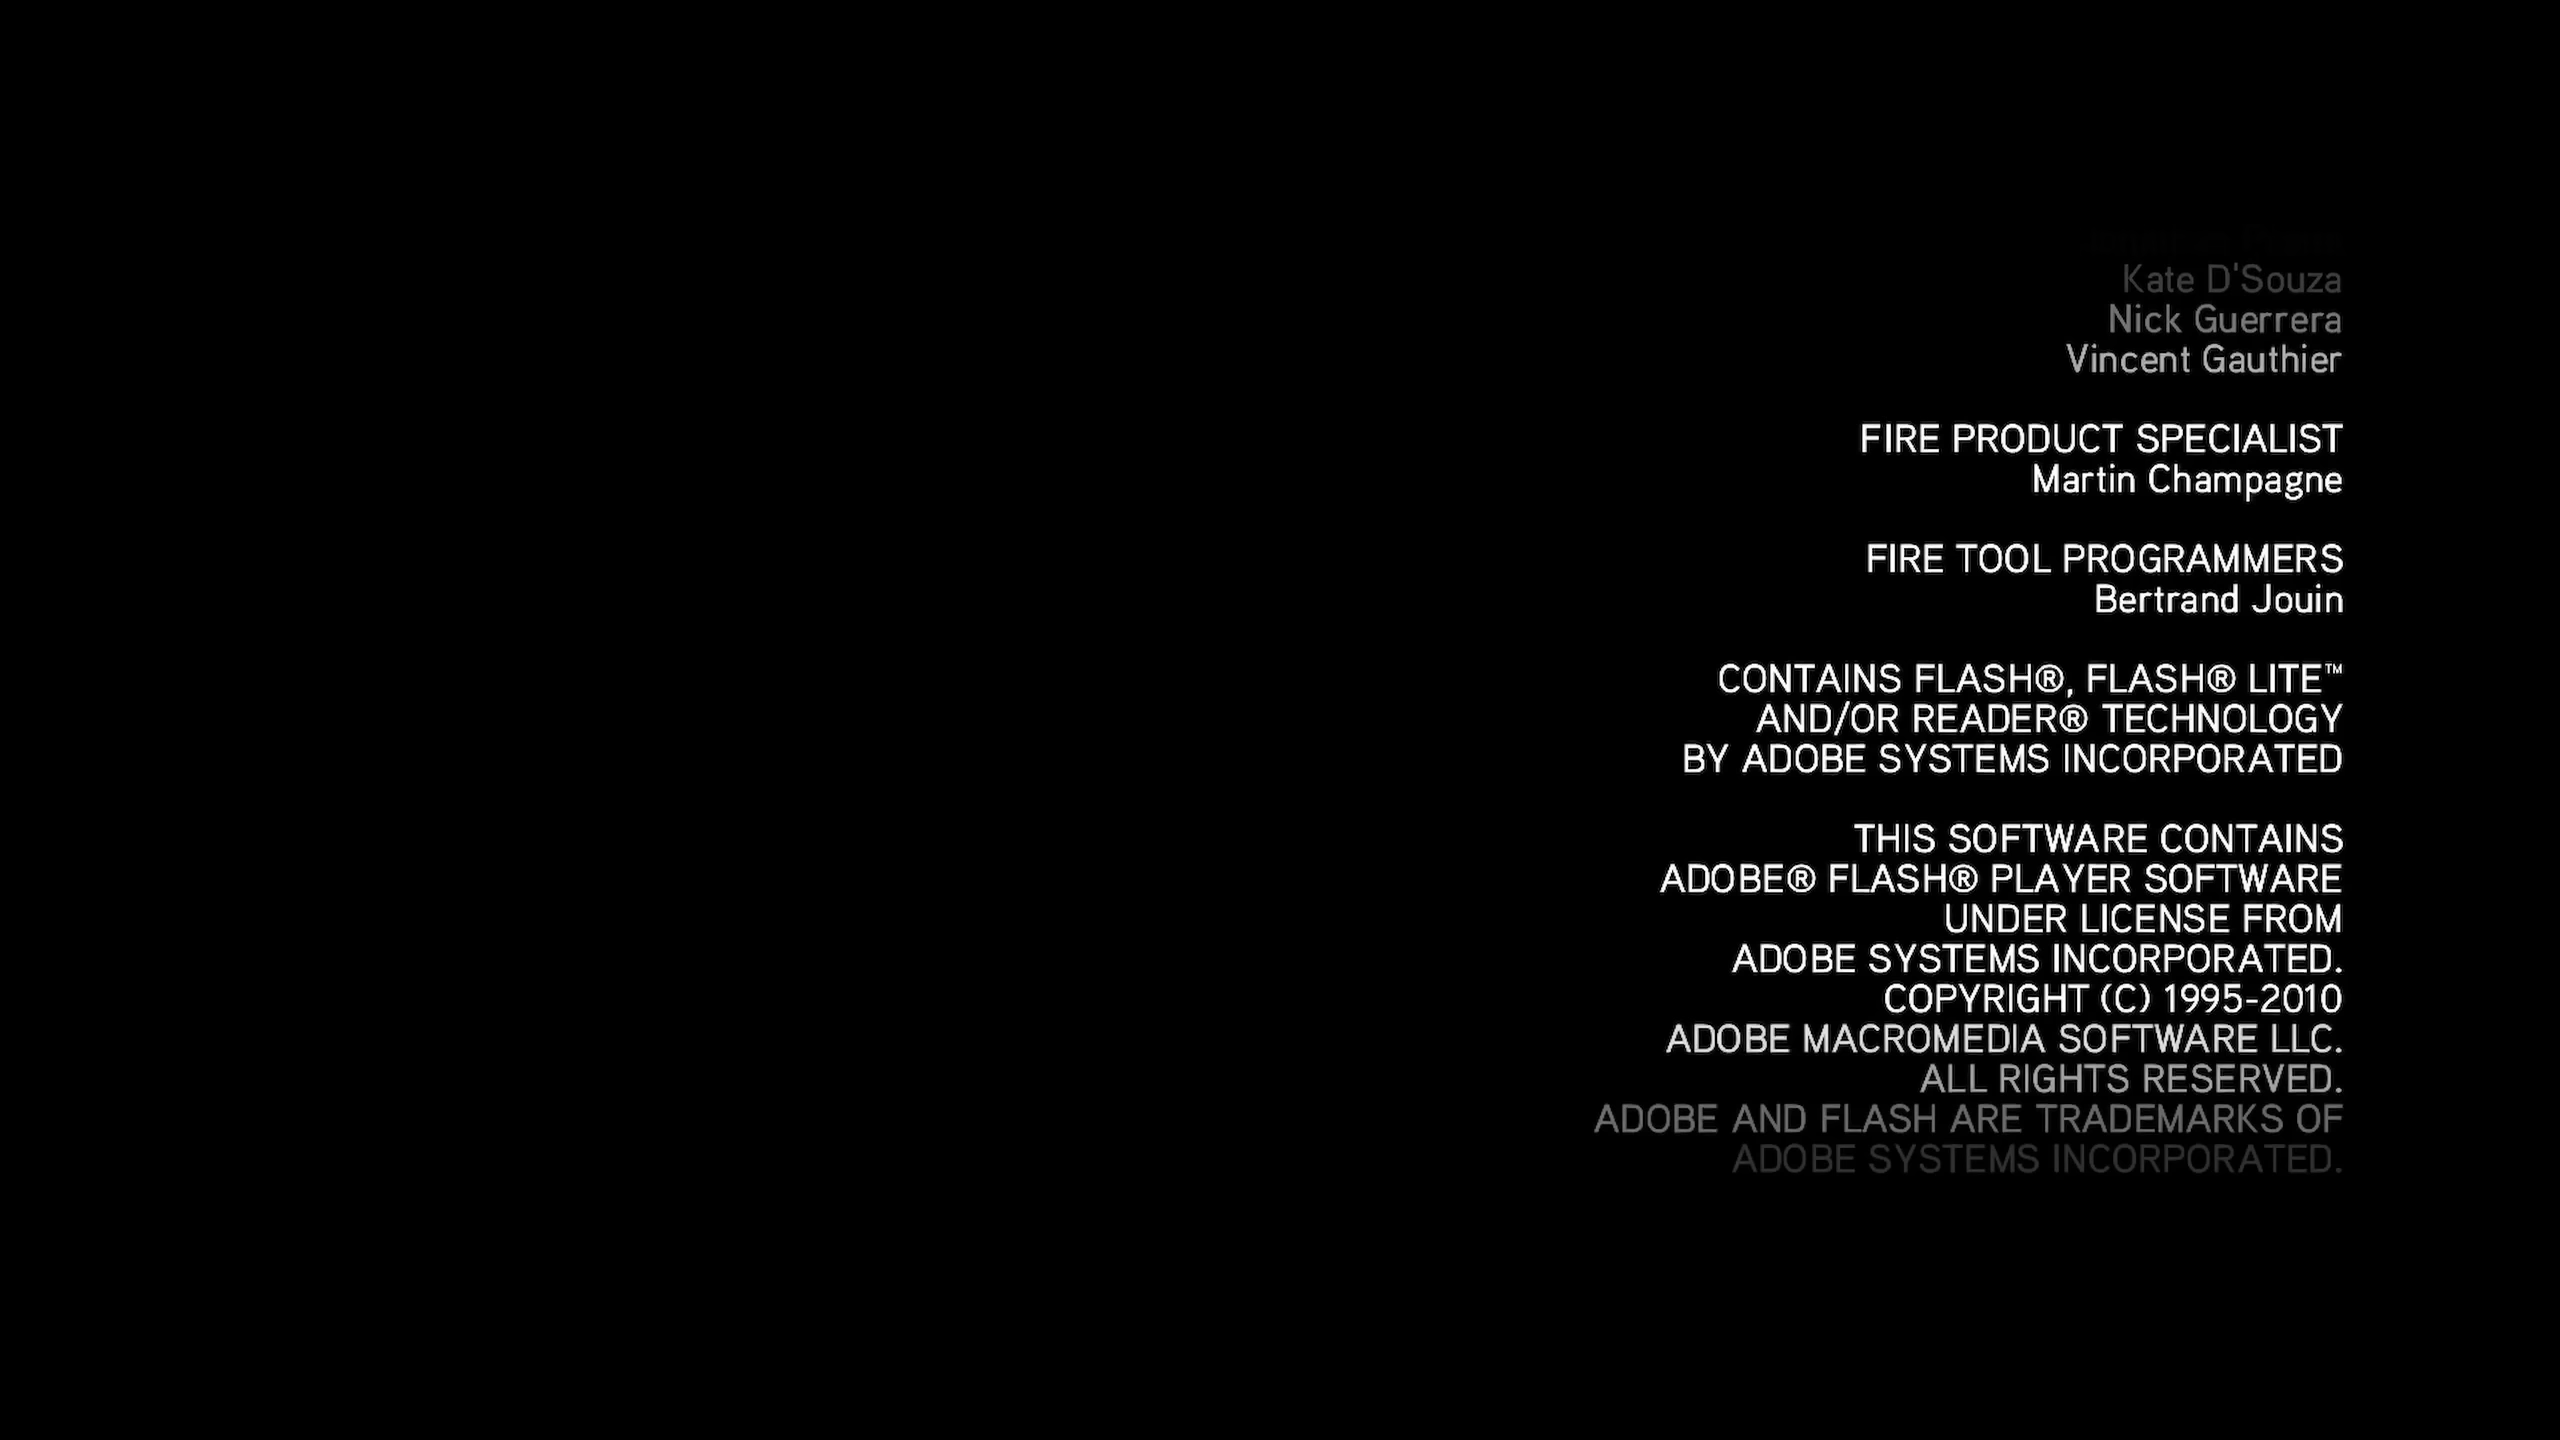 Kate D'Souza
Nick Guerrera
Vincent Gauthier
FIRE PRODUCT SPECIALIST
Martin Champagne
FIRE TOOL PROGRAMMERS
Bertrand Jouin
CONTAINS FLASH®, FLASH® LITE™
AND/OR READER® TECHNOLOGY
BY ADOBE SYSTEMS INCORPORATED
THIS SOFTWARE CONTAINS
ADOBE® FLASH® PLAYER SOFTWARE
UNDER LICENSE FROM
ADOBE SYSTEMS INCORPORATED.
COPYRIGHT (C) 1995-2010
ADOBE MACROMEDIA SOFTWARE LLC.
ALL RIGHTS RESERVED.
ADOBE AND FLASH ARE TRADEMARKS OF
ADOBE SYSTEMS INCORPORATED.